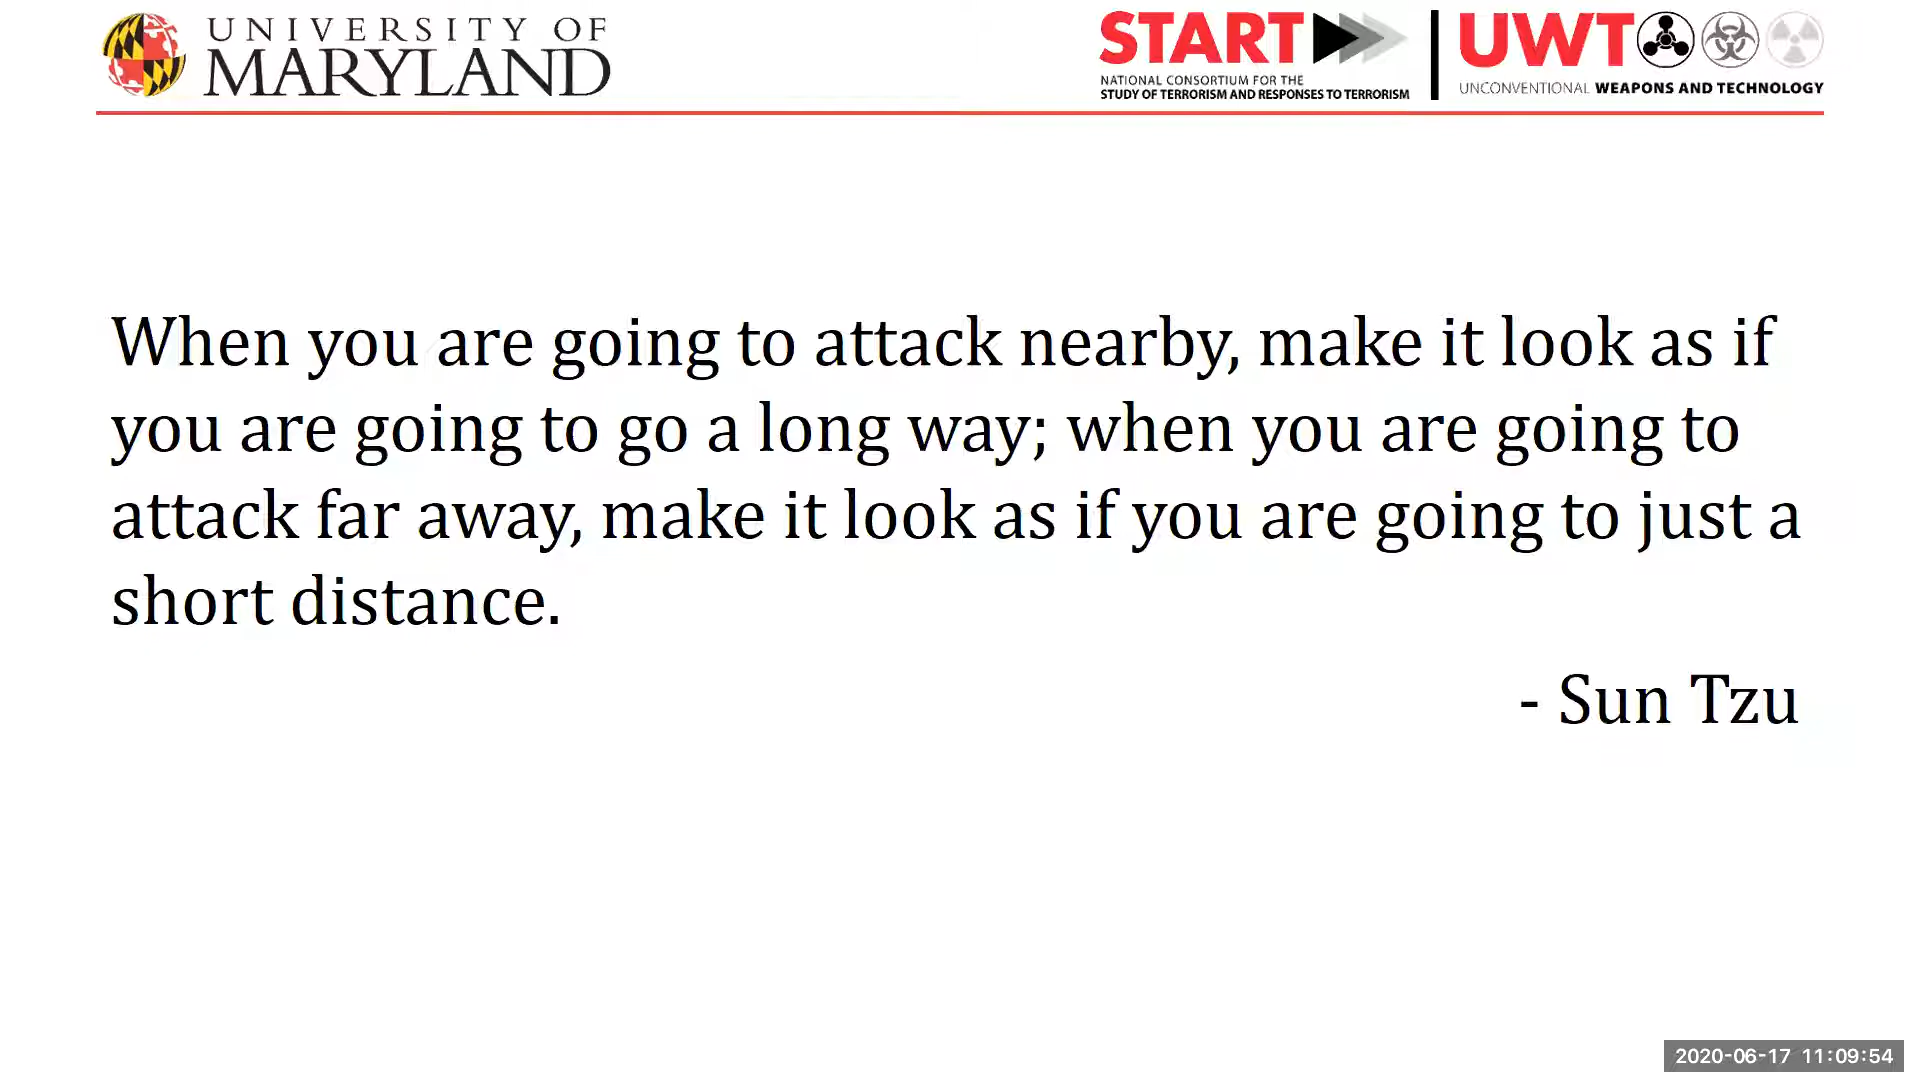 UNIVERSITY OF
MARYLAND
START
NATIONAL CONSORTIUM FOR THE
STUDY OF TERRORISM AND RESPONSES TO TERRORISM
UWT
UNCONVENTIONAL WEAPONS AND TECHNOLOGY
When you are going to attack nearby, make it look as if
you are going to go a long way; when you are going to
attack far away, make it look as if you are going to just a
short distance.
- Sun Tzu
2020-06-17 11:09:54